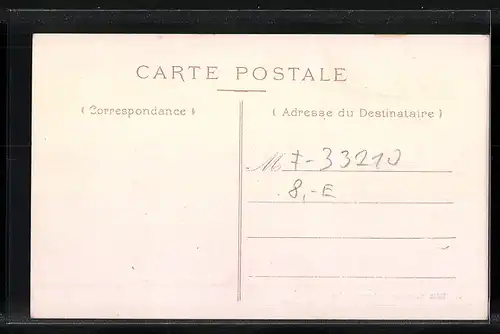 CARTE POSTALE
( Correspondance )
( Adresse du Destinataire )
M 7-33210
8,-E